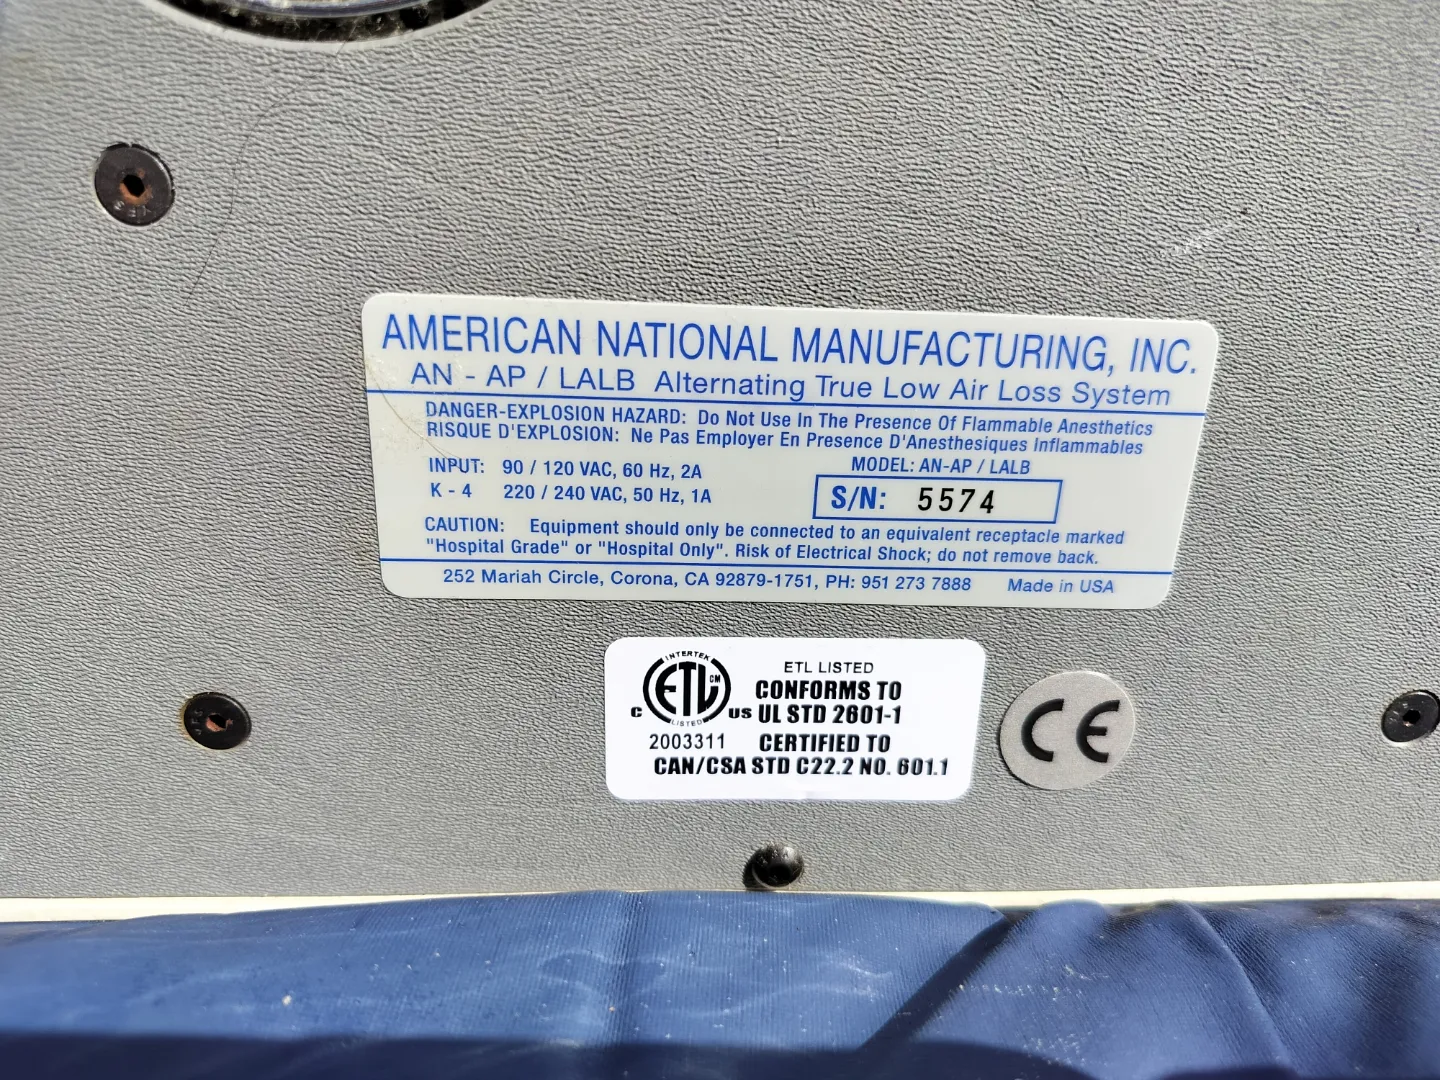 AMERICAN NATIONAL MANUFACTURING, INC.
AN - AP / LALB Alternating True Low Air Loss System
DANGER-EXPLOSION HAZARD: Do Not Use In The Presence Of Flammable Anesthetics
RISQUE D'EXPLOSION: Ne Pas Employer En Presence D'Anesthesiques Inflammables
INPUT: 90 / 120 VAC, 60 Hz, 2A
MODEL: AN-AP / LALB
K - 4 220 / 240 VAC, 50 Hz, 1A
S/N: 5574
CAUTION: Equipment should only be connected to an equivalent receptacle marked
"Hospital Grade" or "Hospital Only". Risk of Electrical Shock; do not remove back.
252 Mariah Circle, Corona, CA 92879-1751, PH: 951 273 7888 Made in USA
INTERTEK
ETL CM
LISTED
C US
2003311
ETL LISTED
CONFORMS TO
UL STD 2601-1
CERTIFIED TO
CAN/CSA STD C22.2 NO. 601.1
CE